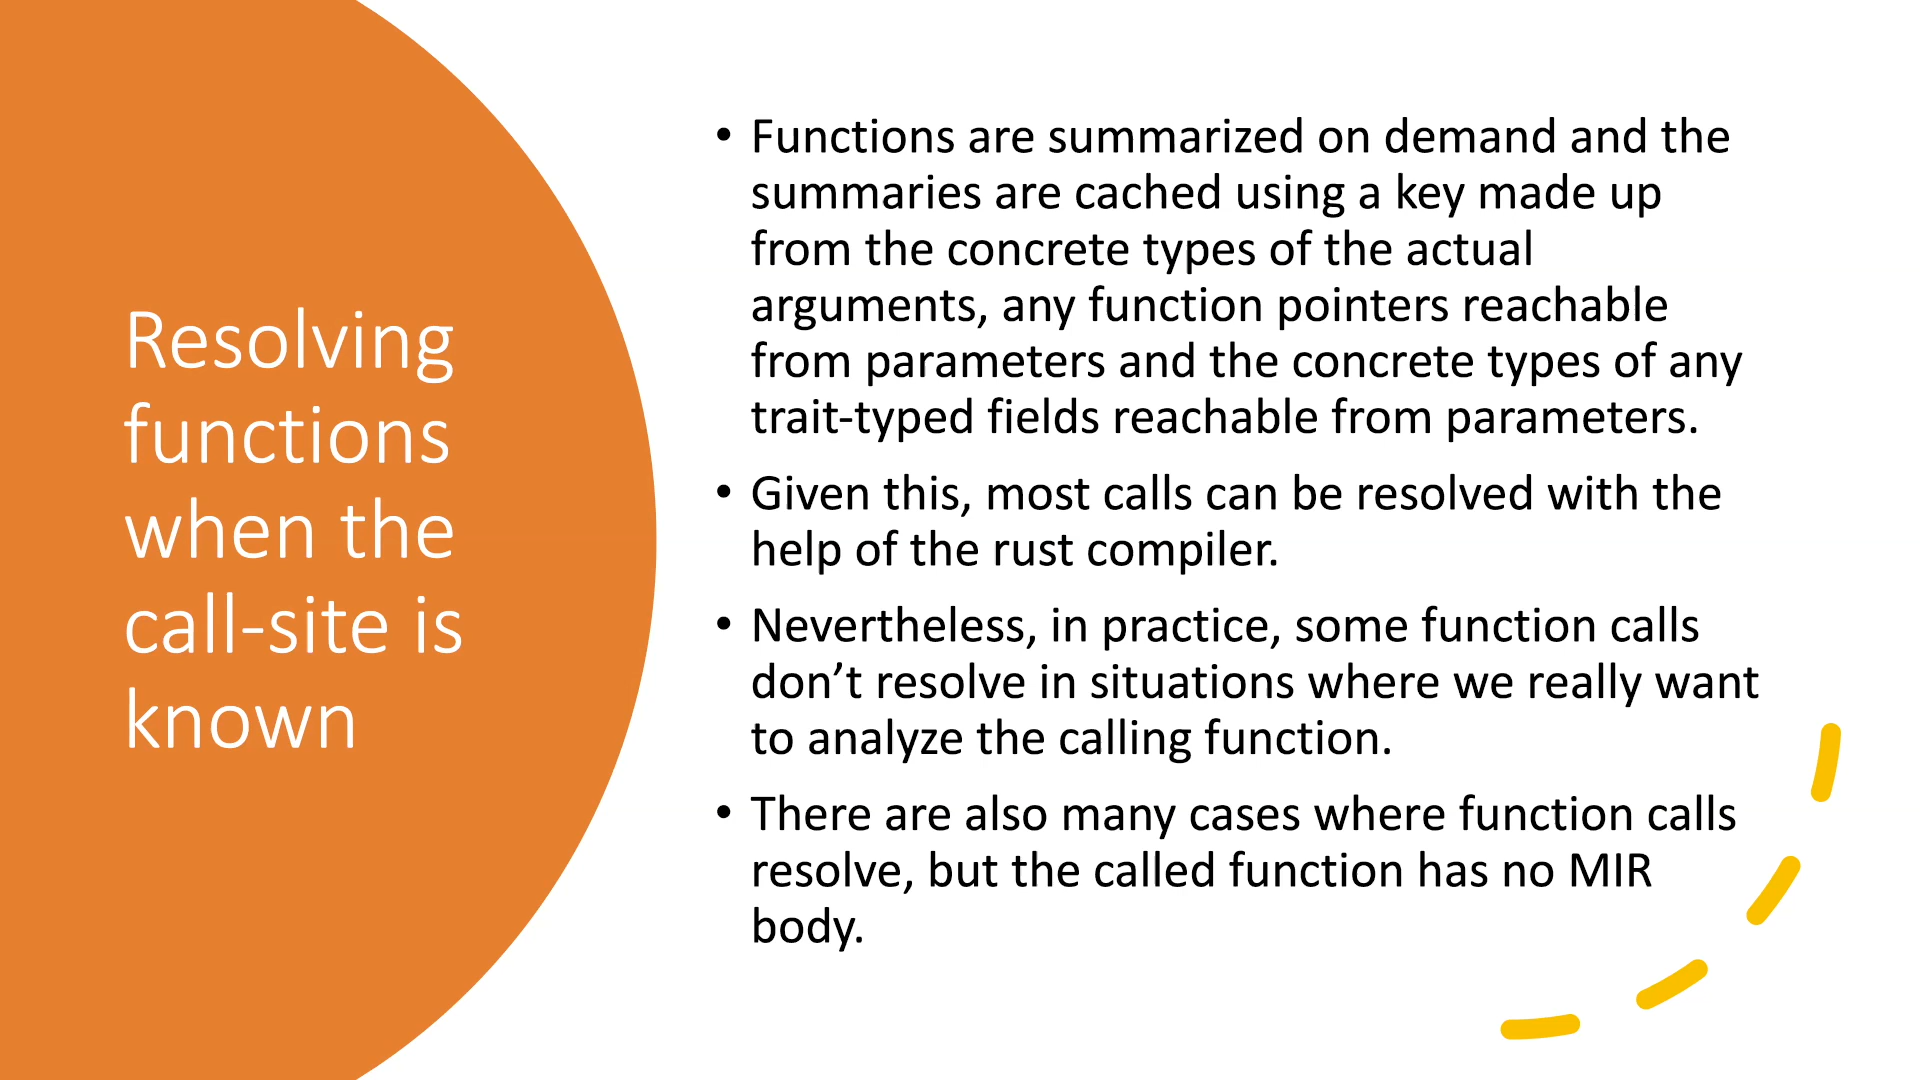 Resolving
functions
when the
call-site is
known
• Functions are summarized on demand and the
summaries are cached using a key made up
from the concrete types of the actual
arguments, any function pointers reachable
from parameters and the concrete types of any
trait-typed fields reachable from parameters.
• Given this, most calls can be resolved with the
help of the rust compiler.
• Nevertheless, in practice, some function calls
don’t resolve in situations where we really want
to analyze the calling function.
• There are also many cases where function calls
resolve, but the called function has no MIR
body.